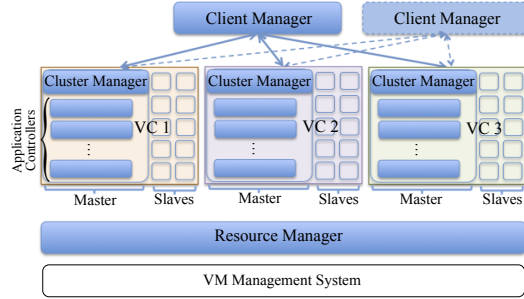 Client Manager
Client Manager
Cluster Manager
Cluster Manager
Cluster Manager
Application
Controllers
VC 1
VC 2
VC 3
...
...
...
Master
Slaves
Master
Slaves
Master
Slaves
Resource Manager
VM Management System